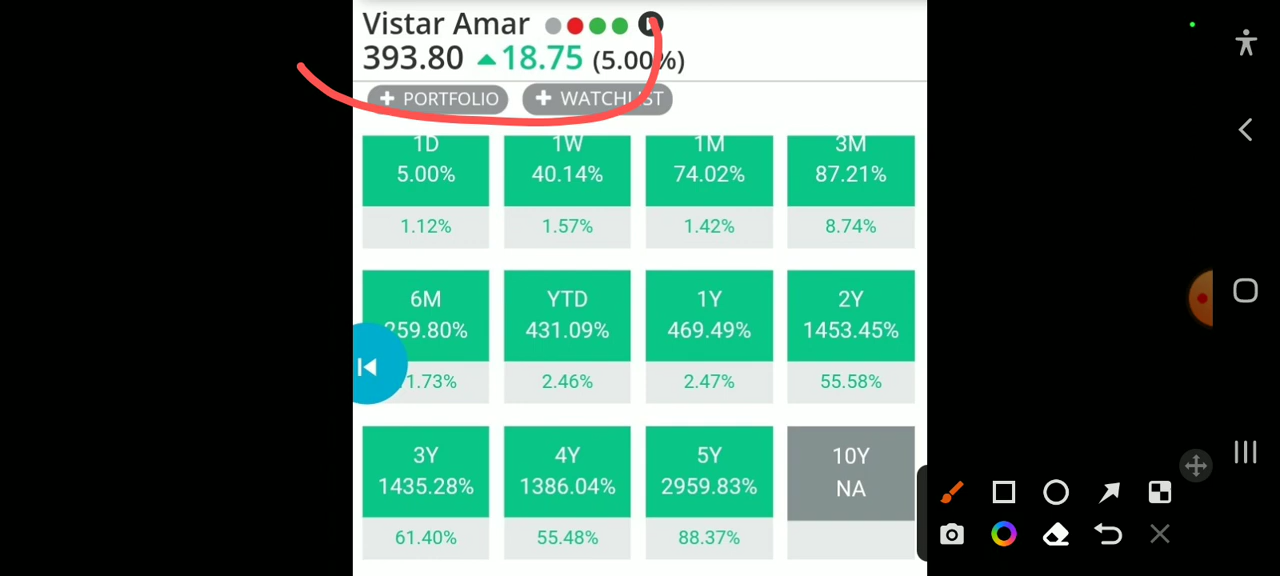 Vistar Amar
393.80 ▲18.75 (5.00%)
+ PORTFOLIO + WATCHLIST
1D 1W 1M 3M
5.00% 40.14% 74.02% 87.21%
1.12% 1.57% 1.42% 8.74%
6M YTD 1Y 2Y
431.09% 469.49% 1453.45%
2.46% 2.47% 55.58%
3Y 4Y 5Y 10Y
1435.28% 1386.04% 2959.83% NA
61.40% 55.48% 88.37%